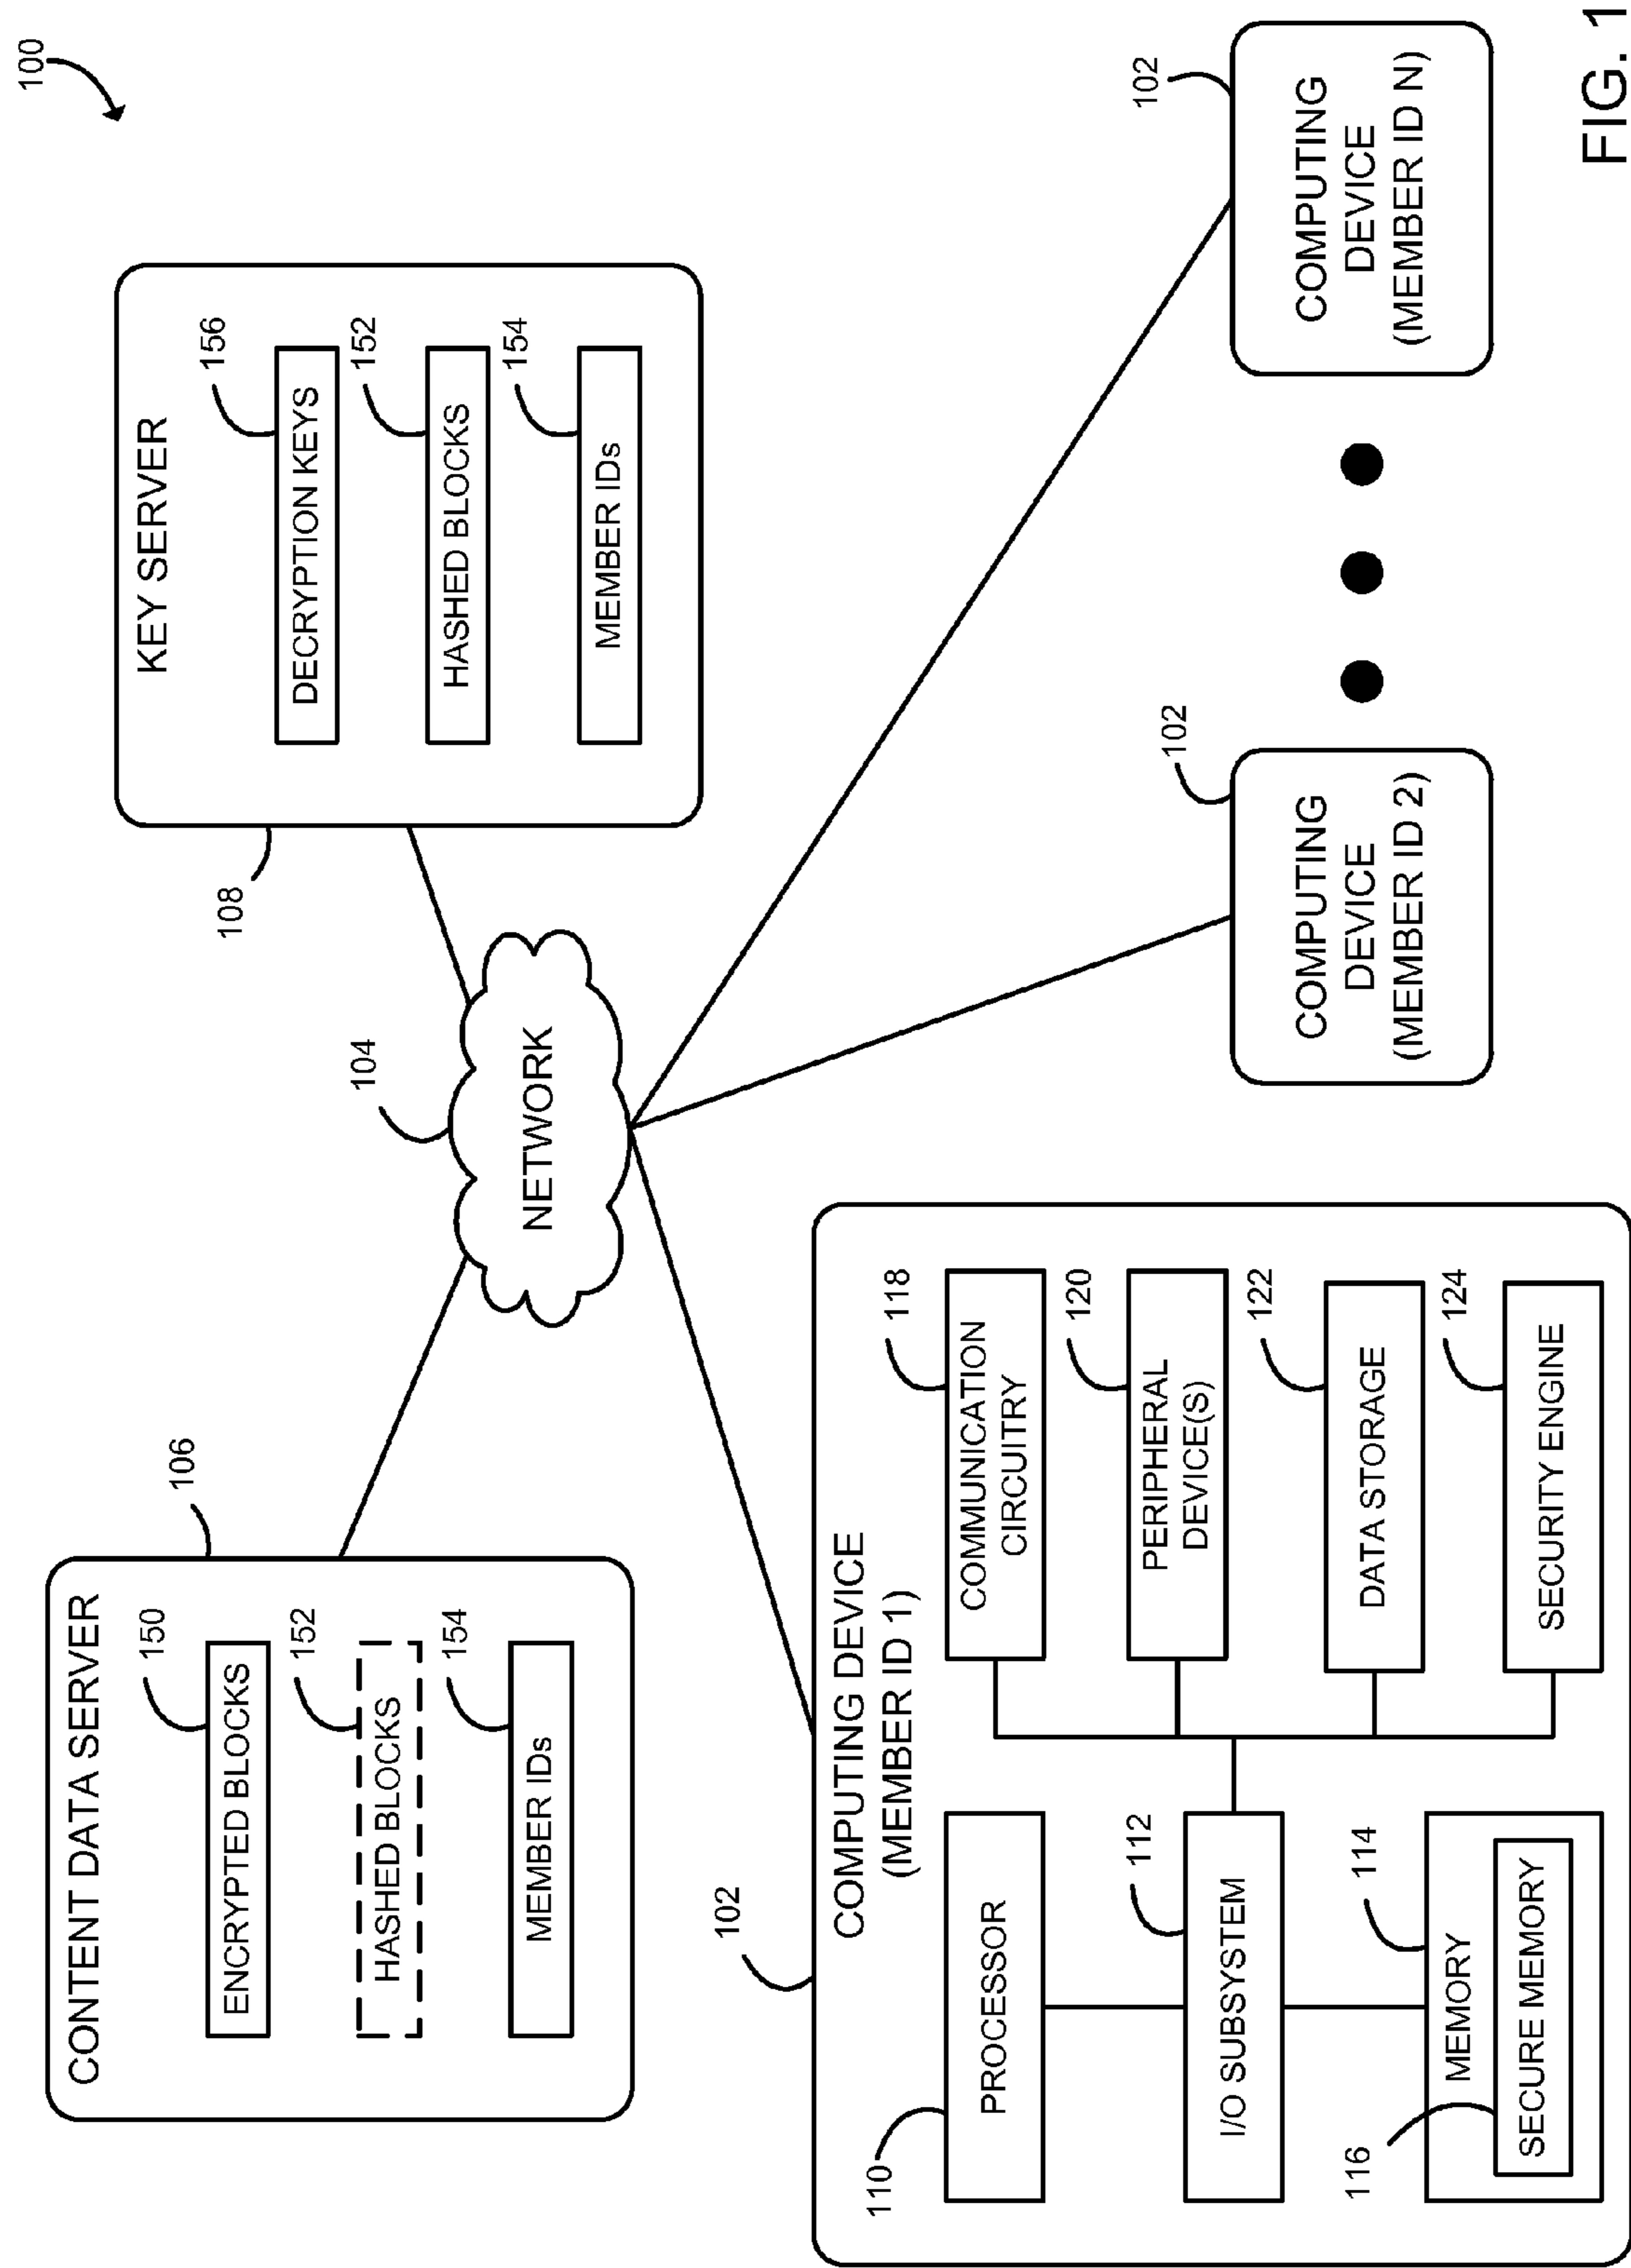 100
CONTENT DATA SERVER
106
ENCRYPTED BLOCKS
150
HASHED BLOCKS
152
MEMBER IDs
154
KEY SERVER
108
DECRYPTION KEYS
156
HASHED BLOCKS
152
MEMBER IDs
154
104
NETWORK
102
COMPUTING DEVICE
(MEMBER ID 1)
110
PROCESSOR
112
I/O SUBSYSTEM
114
MEMORY
116
SECURE MEMORY
118
COMMUNICATION
CIRCUITRY
120
PERIPHERAL
DEVICE(S)
122
DATA STORAGE
124
SECURITY ENGINE
102
COMPUTING
DEVICE
(MEMBER ID 2)
102
COMPUTING
DEVICE
(MEMBER ID N)
FIG. 1